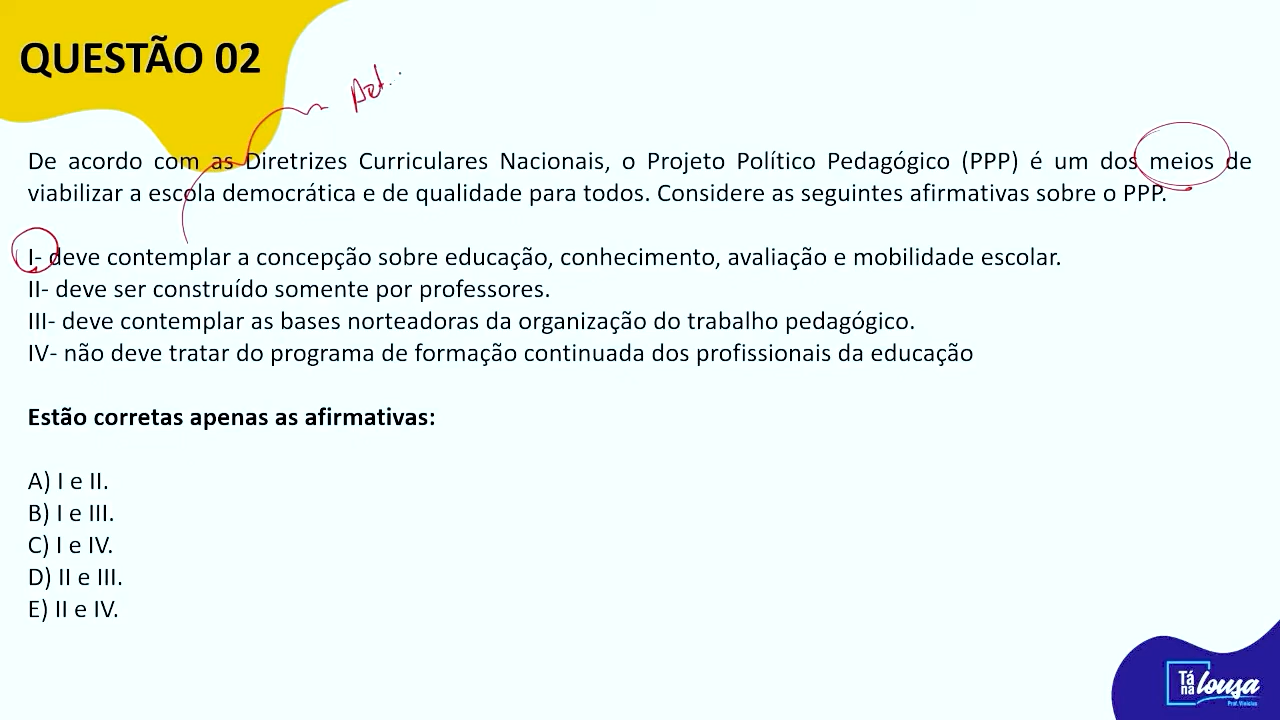 QUESTÃO 02
De acordo com as Diretrizes Curriculares Nacionais, o Projeto Político Pedagógico (PPP) é um dos meios de
viabilizar a escola democrática e de qualidade para todos. Considere as seguintes afirmativas sobre o PPP.
I- deve contemplar a concepção sobre educação, conhecimento, avaliação e mobilidade escolar.
II- deve ser construído somente por professores.
III- deve contemplar as bases norteadoras da organização do trabalho pedagógico.
IV- não deve tratar do programa de formação continuada dos profissionais da educação
Estão corretas apenas as afirmativas:
A) I e II.
B) I e III.
C) I e IV.
D) II e III.
E) II e IV.
Tá na lousa
Prof. Vinicius